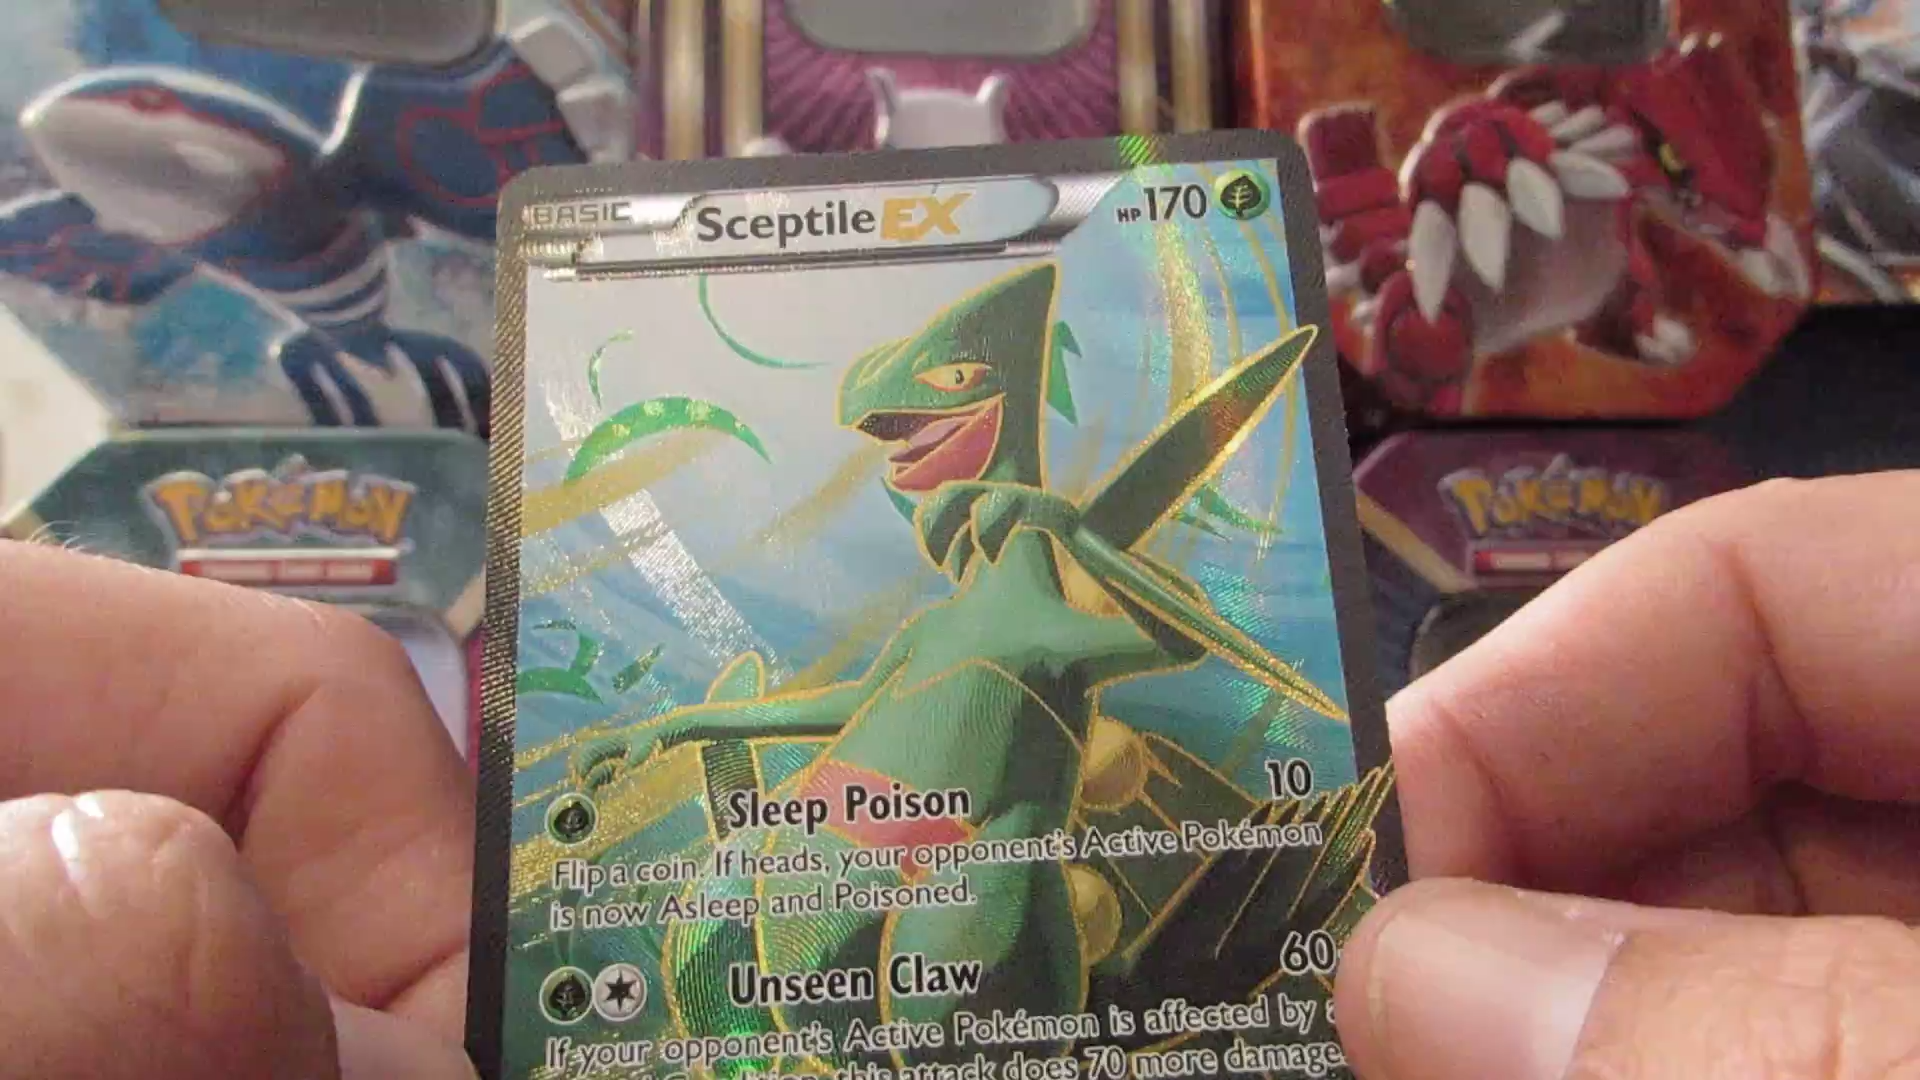 BASIC Sceptile EX HP 170
POKéMON
POKéMON
Sleep Poison 10
Flip a coin. If heads, your opponent's Active Pokémon
is now Asleep and Poisoned.
Unseen Claw 60
If your opponent's Active Pokémon is affected by
this attack does 70 more damage.